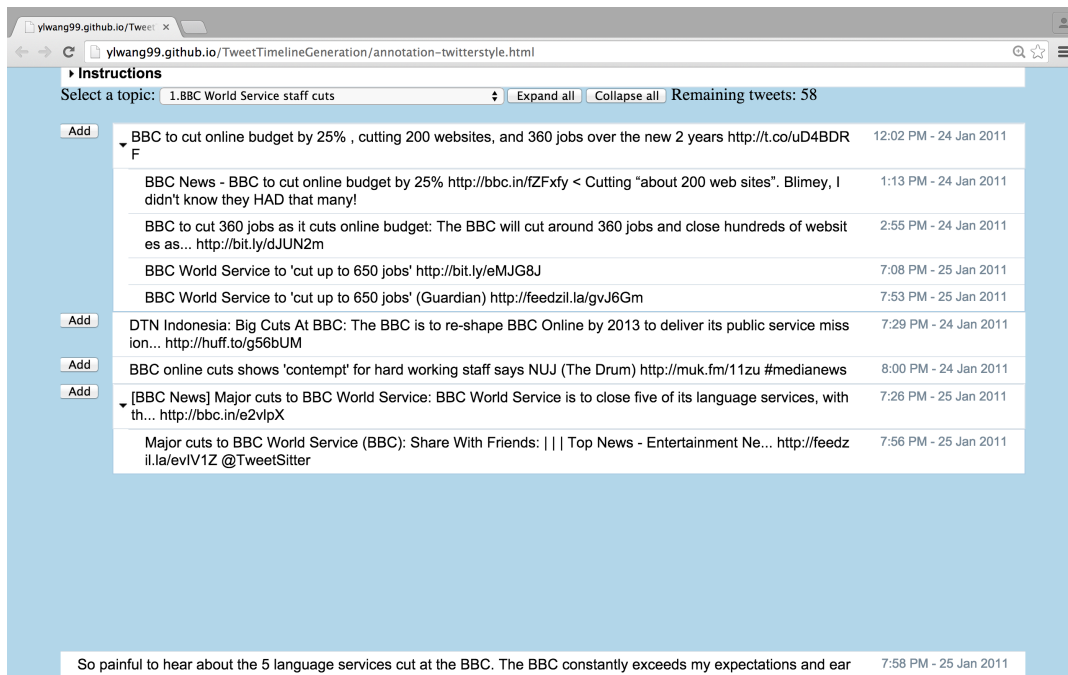 ylwang99.github.io/Tweet
ylwang99.github.io/TweetTimelineGeneration/annotation-twitterstyle.html
Instructions
Select a topic: 1.BBC World Service staff cuts Expand all Collapse all Remaining tweets: 58
Add
BBC to cut online budget by 25% , cutting 200 websites, and 360 jobs over the new 2 years http://t.co/uD4BDR 12:02 PM - 24 Jan 2011
F
BBC News - BBC to cut online budget by 25% http://bbc.in/fZFxfy < Cutting “about 200 web sites”. Blimey, I 1:13 PM - 24 Jan 2011
didn't know they HAD that many!
BBC to cut 360 jobs as it cuts online budget: The BBC will cut around 360 jobs and close hundreds of websit 2:55 PM - 24 Jan 2011
es as... http://bit.ly/dJUN2m
BBC World Service to 'cut up to 650 jobs' http://bit.ly/eMJG8J 7:08 PM - 25 Jan 2011
BBC World Service to 'cut up to 650 jobs' (Guardian) http://feedzil.la/gvJ6Gm 7:53 PM - 25 Jan 2011
Add
DTN Indonesia: Big Cuts At BBC: The BBC is to re-shape BBC Online by 2013 to deliver its public service miss 7:29 PM - 24 Jan 2011
ion... http://huff.to/g56bUM
Add
BBC online cuts shows 'contempt' for hard working staff says NUJ (The Drum) http://muk.fm/11zu #medianews 8:00 PM - 24 Jan 2011
Add
[BBC News] Major cuts to BBC World Service: BBC World Service is to close five of its language services, with 7:26 PM - 25 Jan 2011
th... http://bbc.in/e2vlpX
Major cuts to BBC World Service (BBC): Share With Friends: | | | Top News - Entertainment Ne... http://feedz 7:56 PM - 25 Jan 2011
il.la/evIV1Z @TweetSitter
So painful to hear about the 5 language services cut at the BBC. The BBC constantly exceeds my expectations and ear 7:58 PM - 25 Jan 2011